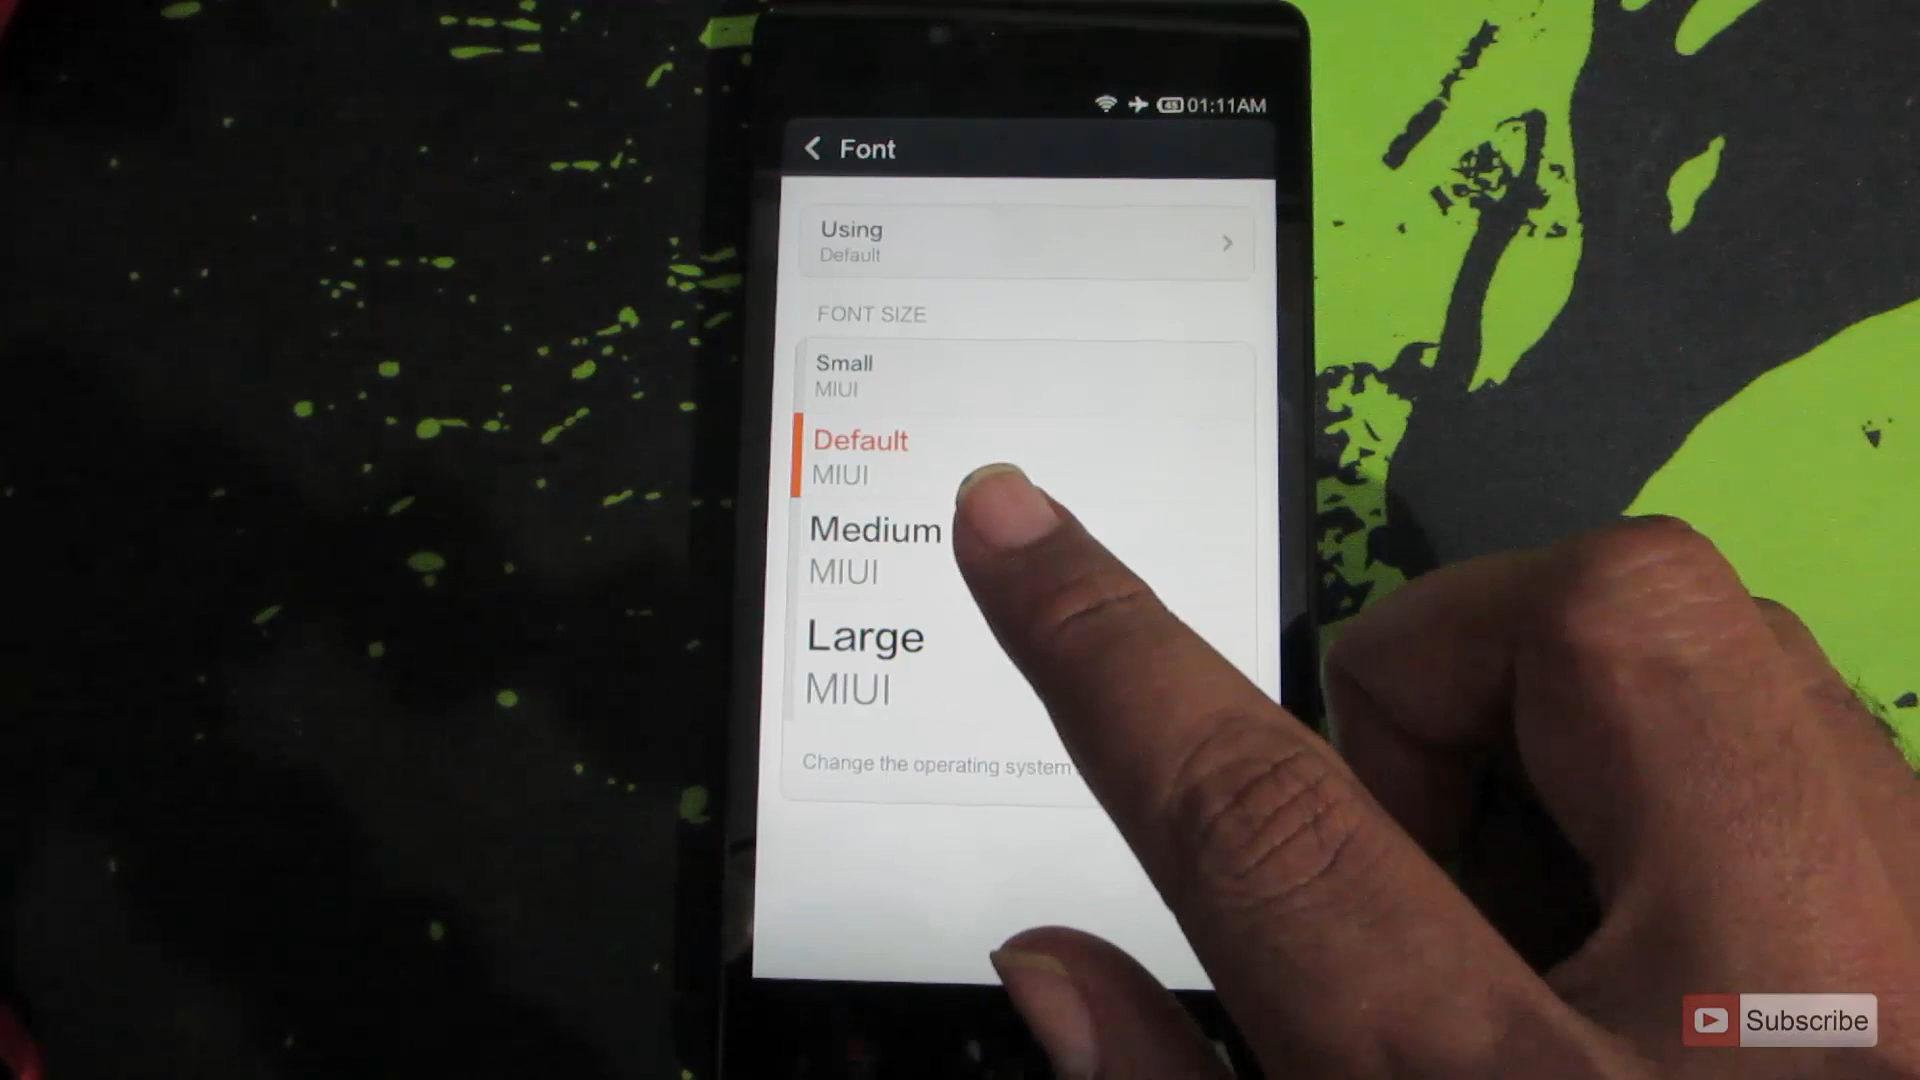 45 01:11AM
Font
Using
Default
FONT SIZE
Small
MIUI
Default
MIUI
Medium
MIUI
Large
MIUI
Change the operating system
Subscribe